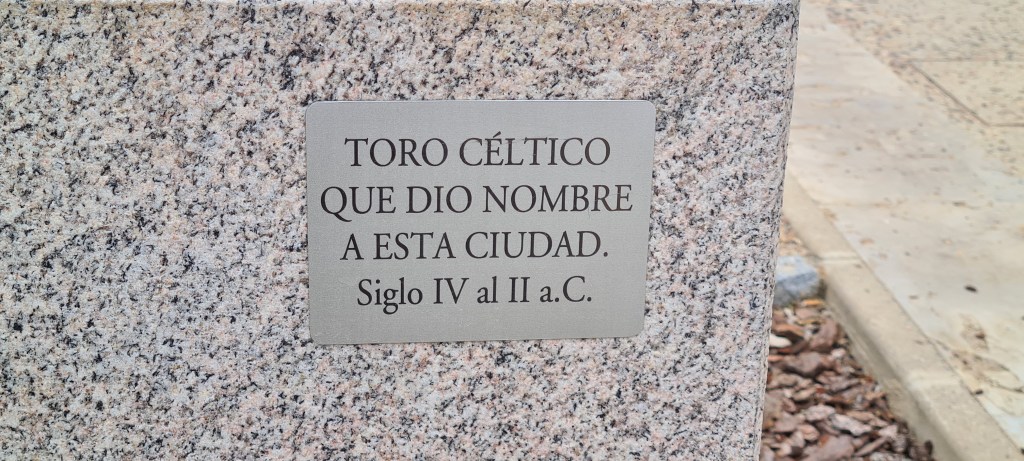 TORO CÉLTICO
QUE DIO NOMBRE
A ESTA CIUDAD.
Siglo IV al II a.C.